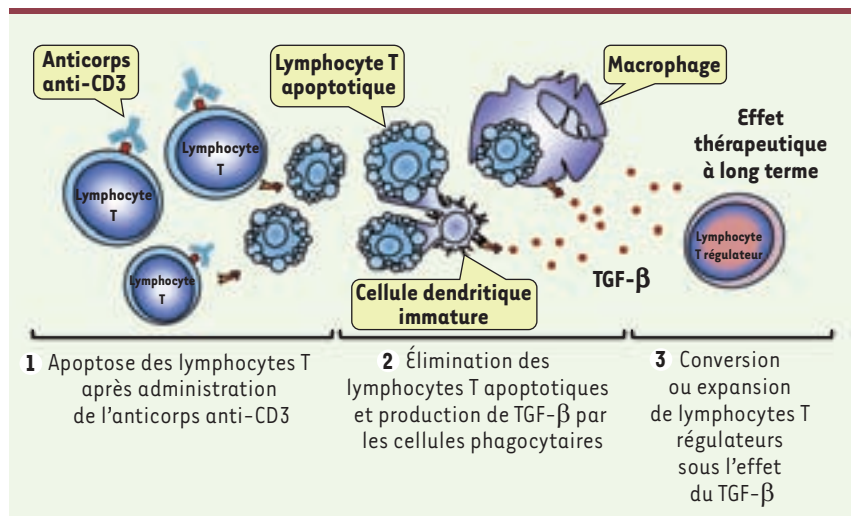 Anticorps
anti-CD3
Lymphocyte T
apoptotique
Macrophage
Effet
thérapeutique
à long terme
Lymphocyte
T
Lymphocyte
T
Lymphocyte
T
Lymphocyte
T régulateur
TGF-β
Cellule dendritique
immature
1 Apoptose des lymphocytes T
après administration
de l’anticorps anti-CD3
2 Élimination des
lymphocytes T apoptotiques
et production de TGF-β par
les cellules phagocytaires
3 Conversion
ou expansion
de lymphocytes T
régulateurs
sous l’effet
du TGF-β